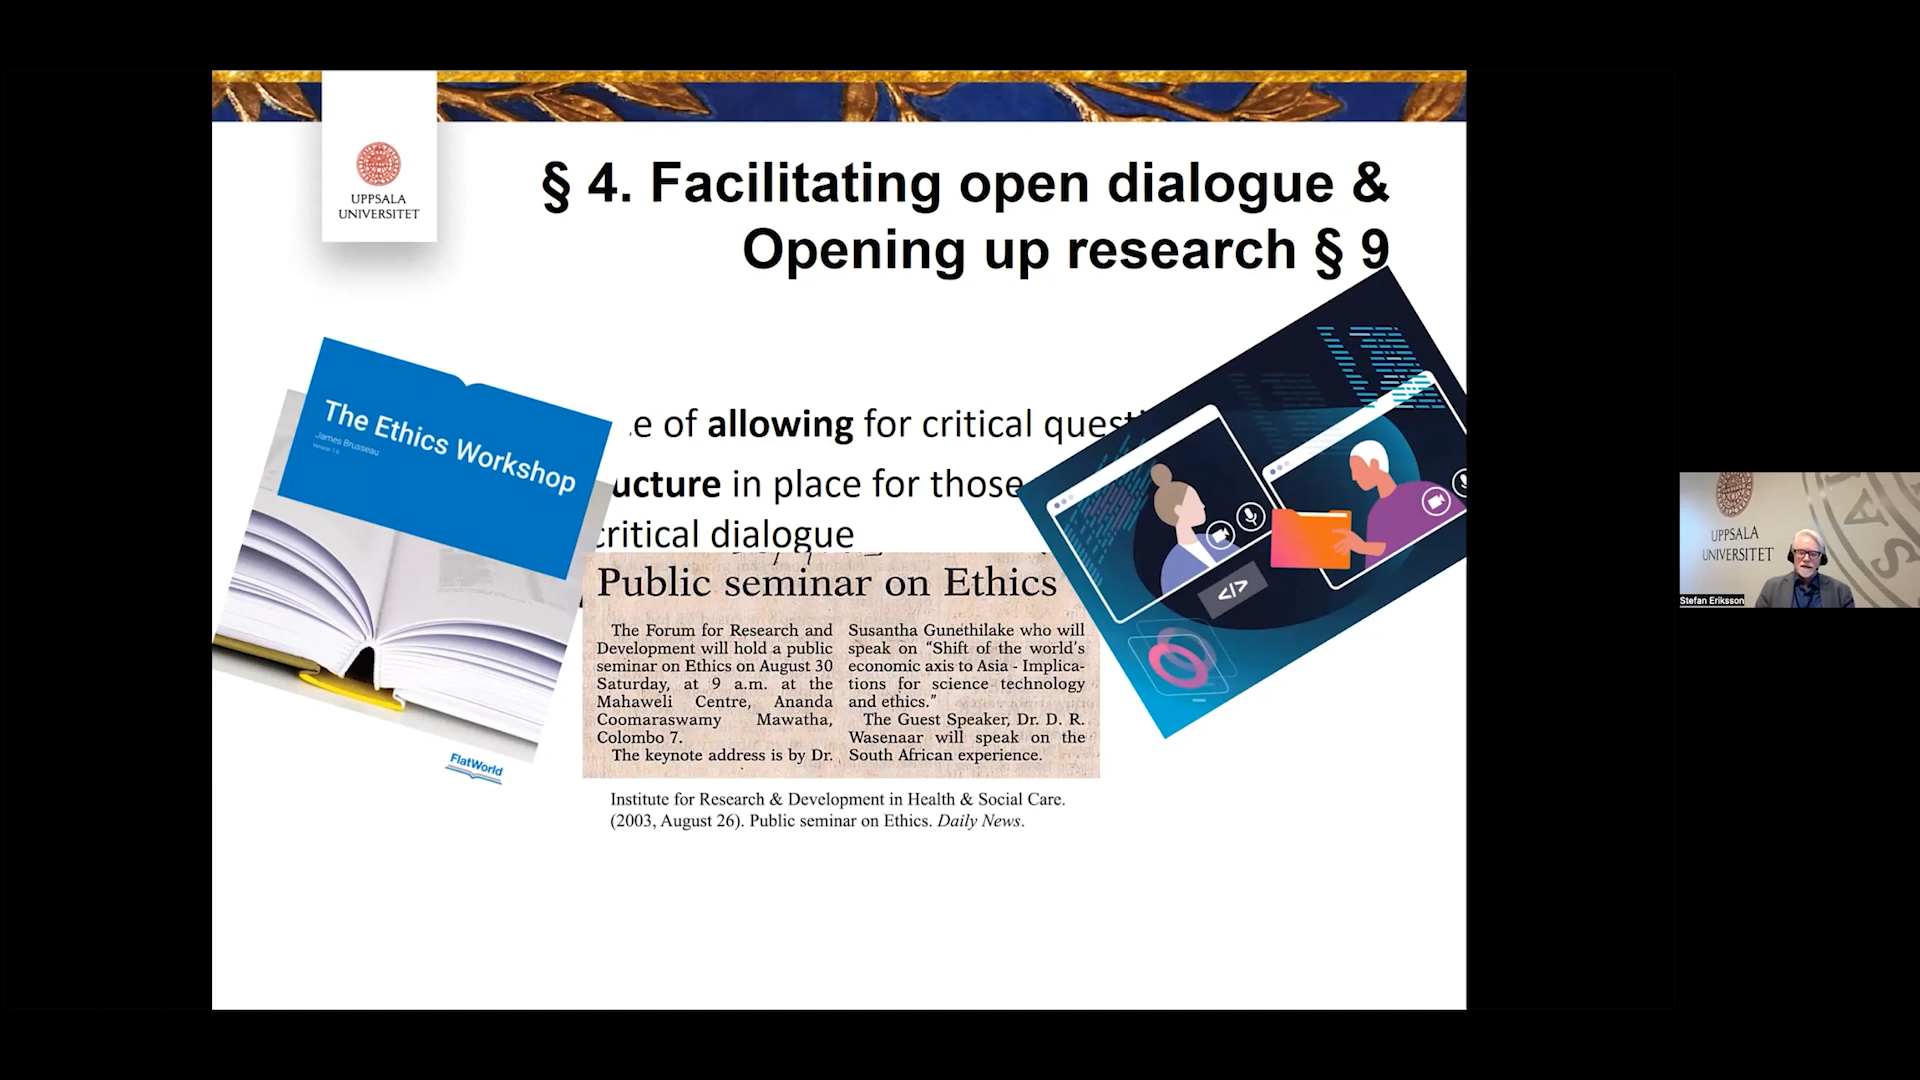 UPPSALA
UNIVERSITET
§ 4. Facilitating open dialogue &
Opening up research § 9
The Ethics Workshop
James Brusseau
Version 1.0
FlatWorld
e of allowing for critical quest
ucture in place for those
critical dialogue
Public seminar on Ethics
The Forum for Research and
Development will hold a public
seminar on Ethics on August 30
Saturday, at 9 a.m. at the
Mahaweli Centre, Ananda
Coomaraswamy Mawatha,
Colombo 7.
The keynote address is by Dr.
Susantha Gunethilake who will
speak on “Shift of the world’s
economic axis to Asia - Implica-
tions for science technology
and ethics.”
The Guest Speaker, Dr. D. R.
Wasenaar will speak on the
South African experience.
</>
Institute for Research & Development in Health & Social Care.
(2003, August 26). Public seminar on Ethics. Daily News.
UPPSALA
UNIVERSITET
Stefan Eriksson